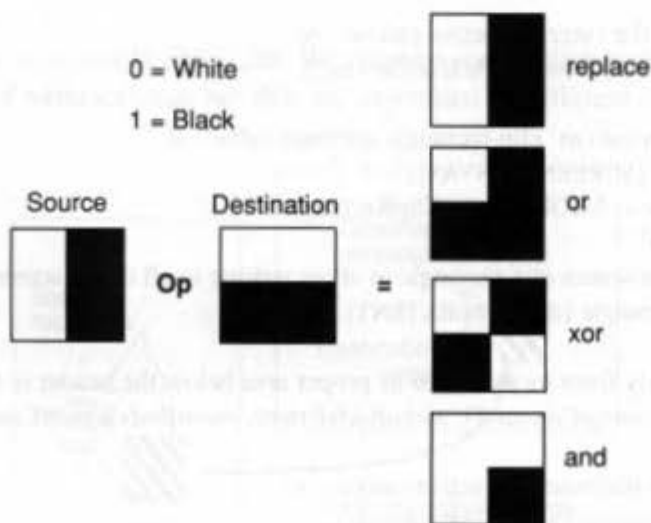 0 = White
1 = Black
Source
Op
Destination
=
replace
or
xor
and